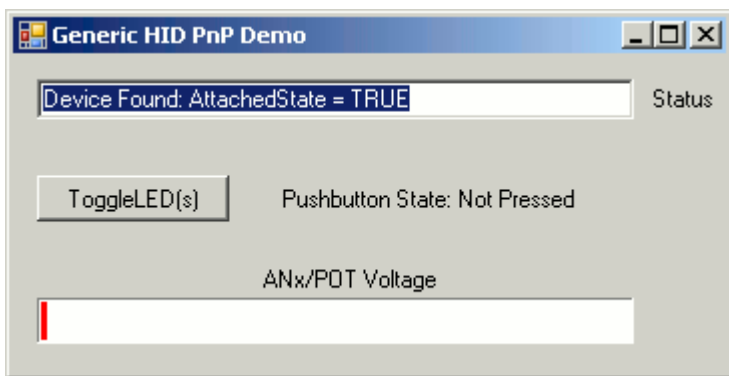 Generic HID PnP Demo
Device Found: AttachedState = TRUE Status
ToggleLED(s) Pushbutton State: Not Pressed
ANx/POT Voltage